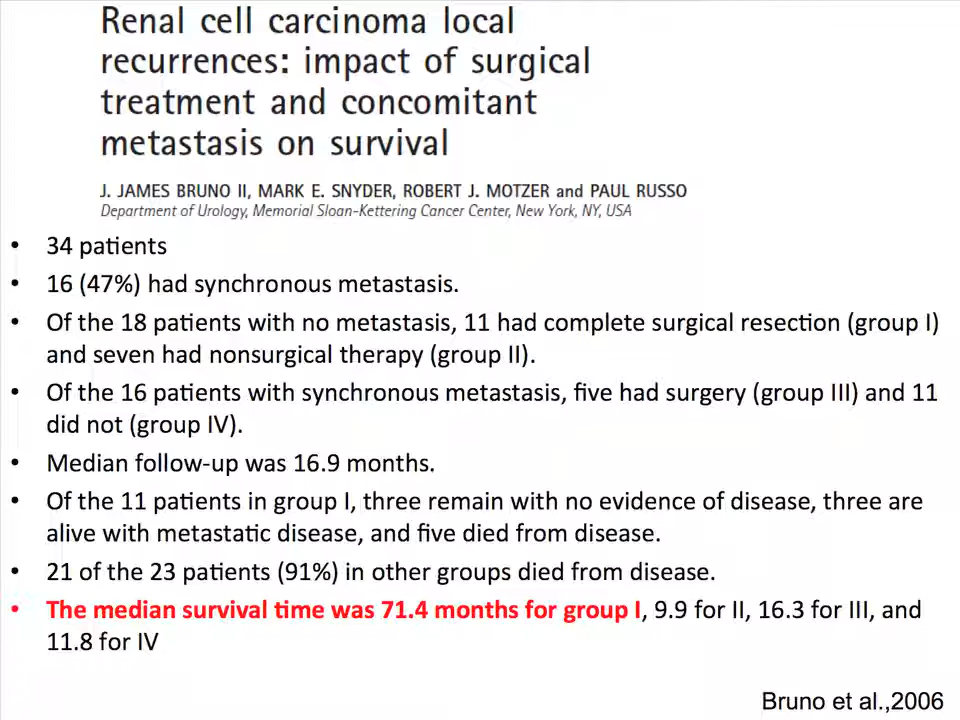 Renal cell carcinoma local
recurrences: impact of surgical
treatment and concomitant
metastasis on survival
J. JAMES BRUNO II, MARK E. SNYDER, ROBERT J. MOTZER and PAUL RUSSO
Department of Urology, Memorial Sloan-Kettering Cancer Center, New York, NY, USA
• 34 patients
• 16 (47%) had synchronous metastasis.
• Of the 18 patients with no metastasis, 11 had complete surgical resection (group I)
and seven had nonsurgical therapy (group II).
• Of the 16 patients with synchronous metastasis, five had surgery (group III) and 11
did not (group IV).
• Median follow-up was 16.9 months.
• Of the 11 patients in group I, three remain with no evidence of disease, three are
alive with metastatic disease, and five died from disease.
• 21 of the 23 patients (91%) in other groups died from disease.
• The median survival time was 71.4 months for group I, 9.9 for II, 16.3 for III, and
11.8 for IV
Bruno et al.,2006